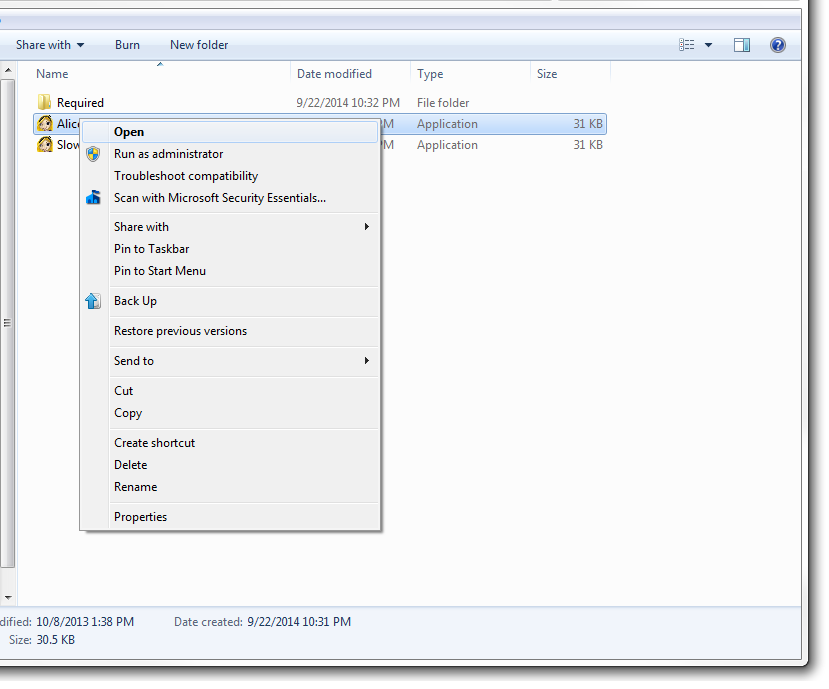 Share with Burn New folder
Name Date modified Type Size
Required 9/22/2014 10:32 PM File folder
Alic M Application 31 KB
Slow PM Application 31 KB
Open
Run as administrator
Troubleshoot compatibility
Scan with Microsoft Security Essentials...
Share with
Pin to Taskbar
Pin to Start Menu
Back Up
Restore previous versions
Send to
Cut
Copy
Create shortcut
Delete
Rename
Properties
dified: 10/8/2013 1:38 PM Date created: 9/22/2014 10:31 PM
Size: 30.5 KB